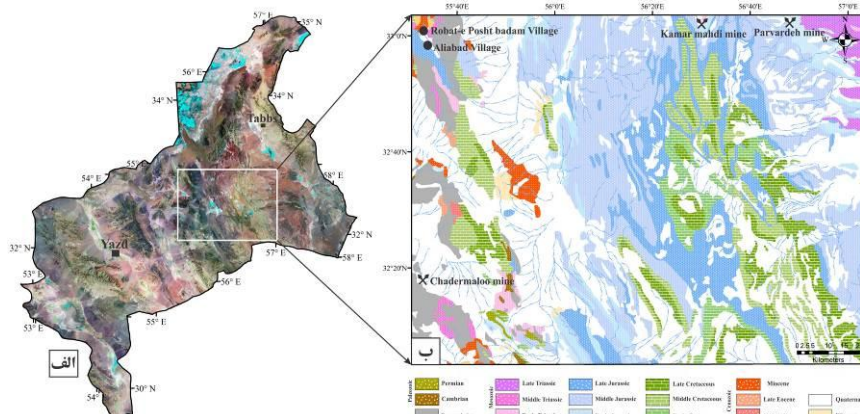 57° E
35° N
56° E
34° N
34° N
Tabbs
54° E
55° E
58° E
33° N
32° N
Yazd
32° N
57° E
58° E
53° E
56° E
55° E
53° E
54° E
30° N
الف
55°40' E
56°0' E
56°20' E
56°40' E
57°0' E
33°0' N
Robat-e Posht badam Village
Aliabad Village
Kamar mahdi mine
Parvardeh mine
N
W
S
32°40' N
32°20' N
Chadermaloo mine
ب
Kilometers
Paleozoic
Permian
Cambrian
Mesozoic
Late Triassic
Middle Triassic
Late Jurassic
Middle Jurassic
Late Cretaceous
Middle Cretaceous
Cenozoic
Miocene
Late Eocene